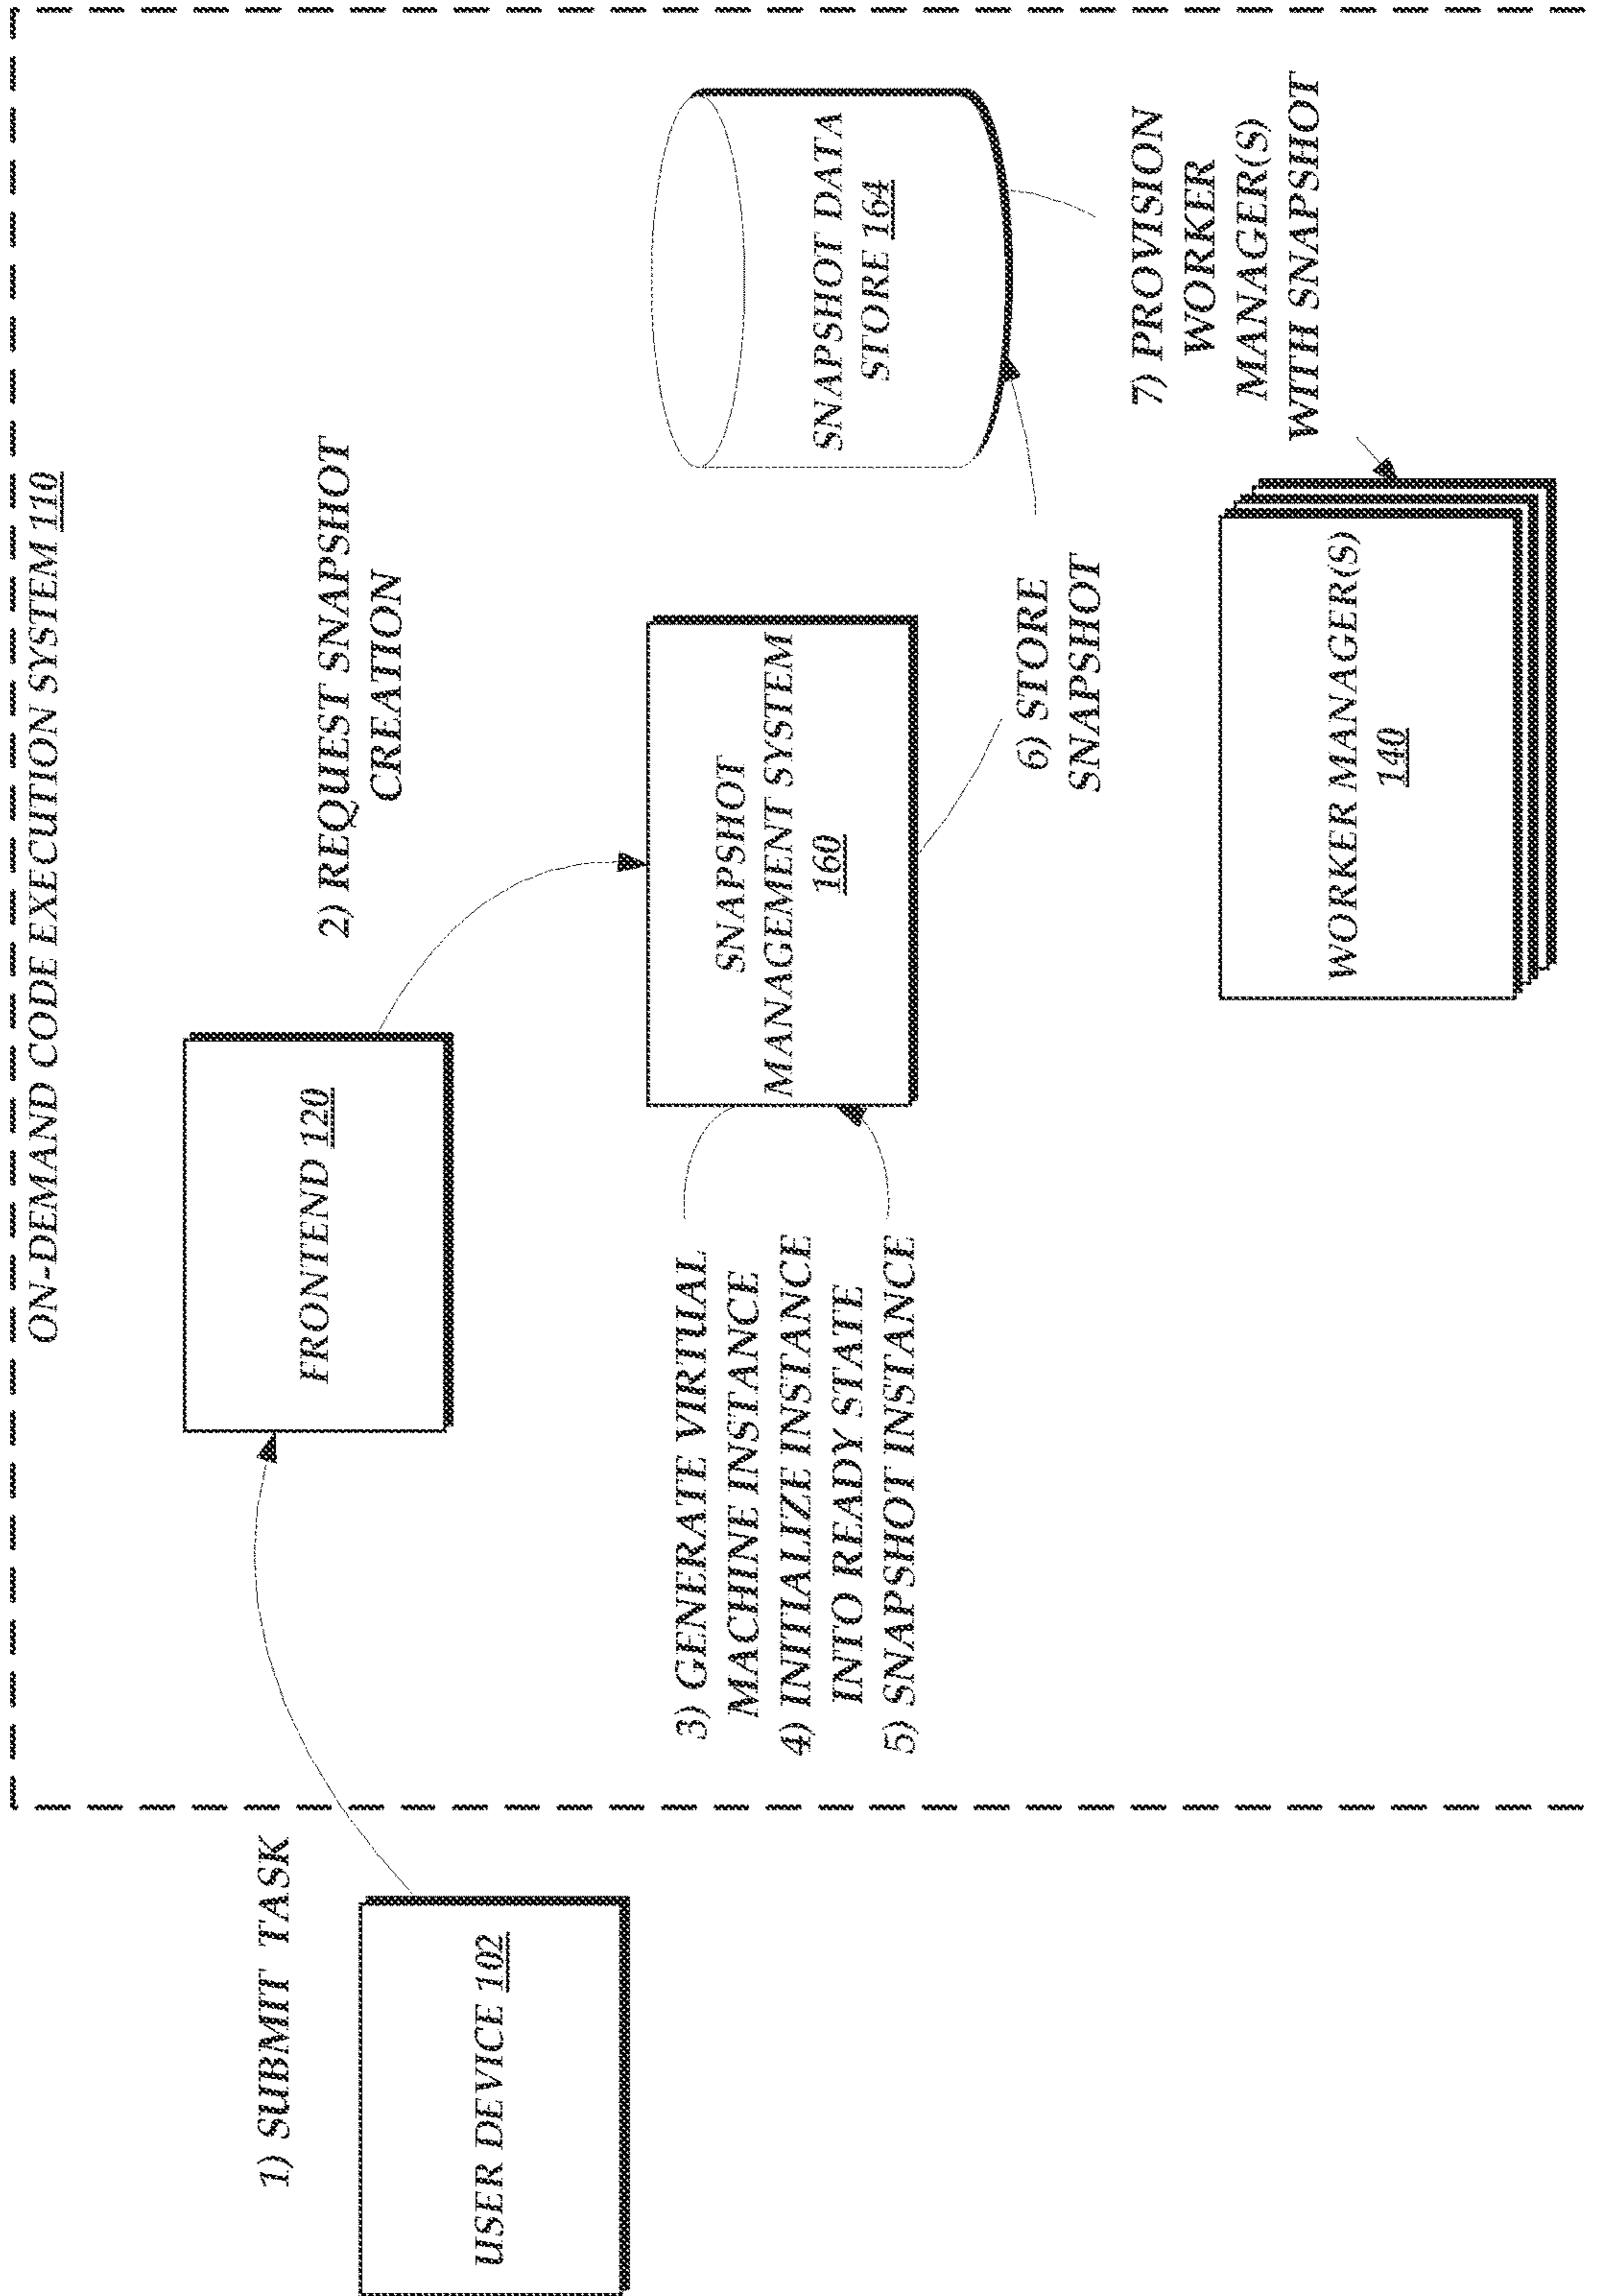 ON-DEMAND CODE EXECUTION SYSTEM 110
1) SUBMIT TASK
USER DEVICE 102
FRONTEND 120
2) REQUEST SNAPSHOT
CREATION
3) GENERATE VIRTUAL
MACHINE INSTANCE
4) INITIALIZE INSTANCE
INTO READY STATE
5) SNAPSHOT INSTANCE
SNAPSHOT
MANAGEMENT SYSTEM
160
SNAPSHOT DATA
STORE 164
6) STORE
SNAPSHOT
7) PROVISION
WORKER
MANAGER(S)
WITH SNAPSHOT
WORKER MANAGER(S)
140